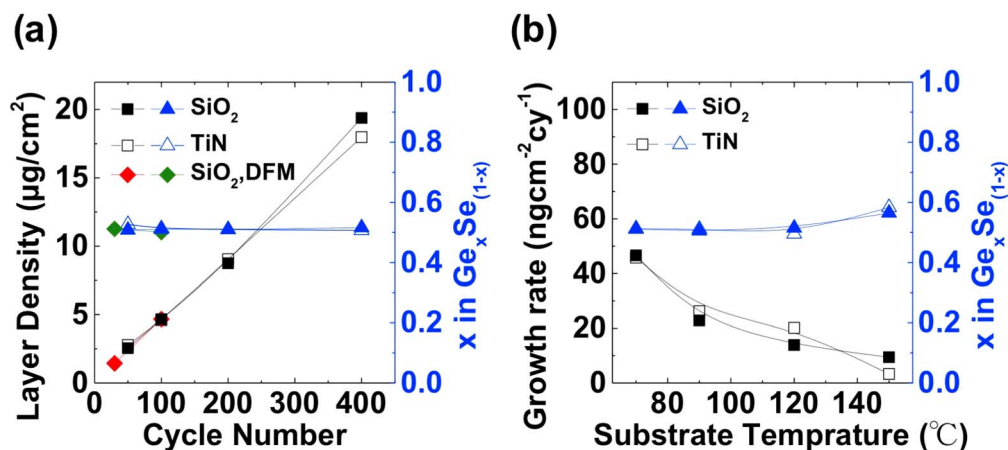 (a)
Layer Density (µg/cm²)
20
15
10
5
0
SiO₂
TiN
SiO₂,DFM
1.0
0.8
0.6
0.4
0.2
0.0
x in GeₓSe₍₁₋ₓ₎
0 100 200 300 400
Cycle Number
(b)
Growth rate (ngcm⁻²cy⁻¹)
100
80
60
40
20
0
SiO₂
TiN
1.0
0.8
0.6
0.4
0.2
0.0
x in GeₓSe₍₁₋ₓ₎
80 100 120 140
Substrate Temprature (℃)